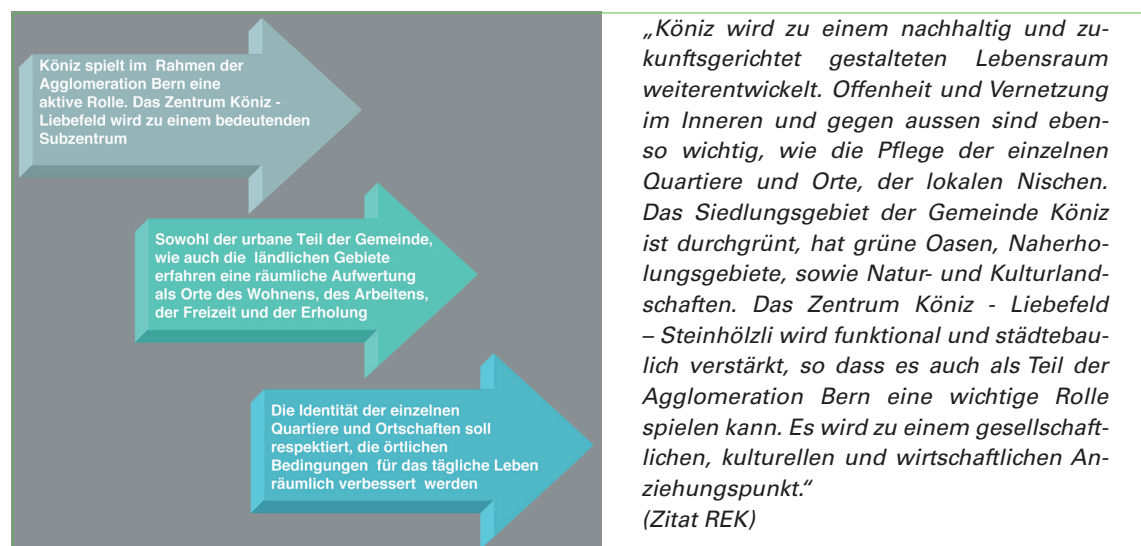 Köniz spielt im Rahmen der
Agglomeration Bern eine
aktive Rolle. Das Zentrum Köniz -
Liebefeld wird zu einem bedeutenden
Subzentrum
Sowohl der urbane Teil der Gemeinde,
wie auch die ländlichen Gebiete
erfahren eine räumliche Aufwertung
als Orte des Wohnens, des Arbeitens,
der Freizeit und der Erholung
Die Identität der einzelnen
Quartiere und Ortschaften soll
respektiert, die örtlichen
Bedingungen für das tägliche Leben
räumlich verbessert werden
„Köniz wird zu einem nachhaltig und zu-
kunftsgerichtet gestalteten Lebensraum
weiterentwickelt. Offenheit und Vernetzung
im Inneren und gegen aussen sind eben-
so wichtig, wie die Pflege der einzelnen
Quartiere und Orte, der lokalen Nischen.
Das Siedlungsgebiet der Gemeinde Köniz
ist durchgrünt, hat grüne Oasen, Naherho-
lungsgebiete, sowie Natur- und Kulturland-
schaften. Das Zentrum Köniz - Liebefeld
– Steinhölzli wird funktional und städtebau-
lich verstärkt, so dass es auch als Teil der
Agglomeration Bern eine wichtige Rolle
spielen kann. Es wird zu einem gesellschaft-
lichen, kulturellen und wirtschaftlichen An-
ziehungspunkt.“
(Zitat REK)